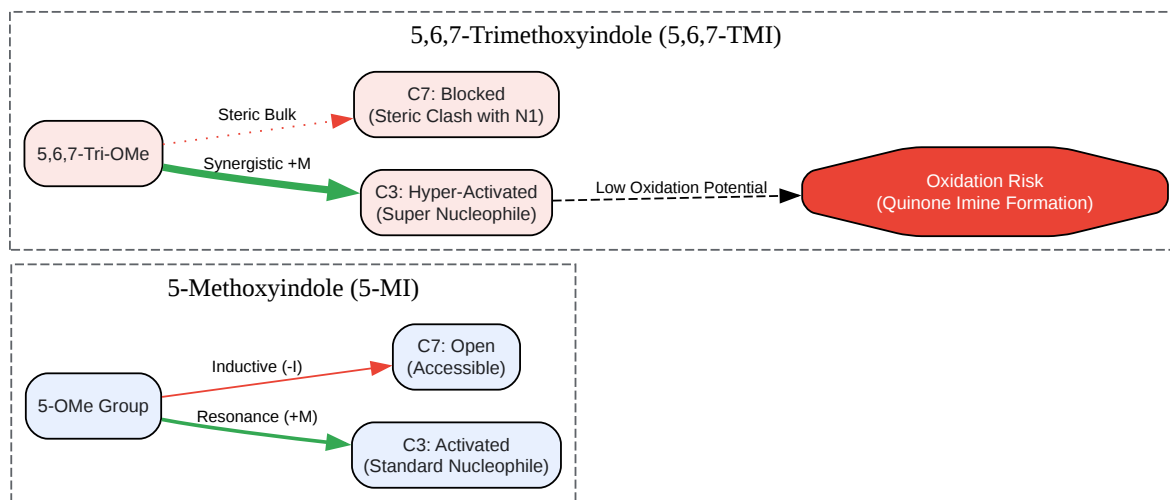 5,6,7-Trimethoxyindole (5,6,7-TMI)
5,6,7-Tri-OMe
Steric Bulk
C7: Blocked
(Steric Clash with N1)
Synergistic +M
C3: Hyper-Activated
(Super Nucleophile)
Low Oxidation Potential
Oxidation Risk
(Quinone Imine Formation)
5-Methoxyindole (5-MI)
5-OMe Group
Inductive (-I)
C7: Open
(Accessible)
Resonance (+M)
C3: Activated
(Standard Nucleophile)